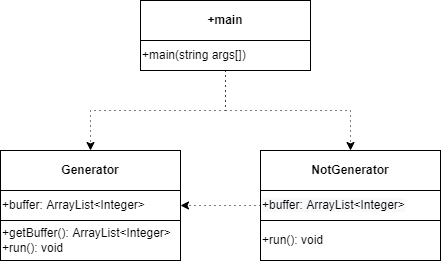 +main
+main(string args[])
Generator
+buffer: ArrayList<Integer>
+getBuffer(): ArrayList<Integer>
+run(): void
NotGenerator
+buffer: ArrayList<Integer>
+run(): void